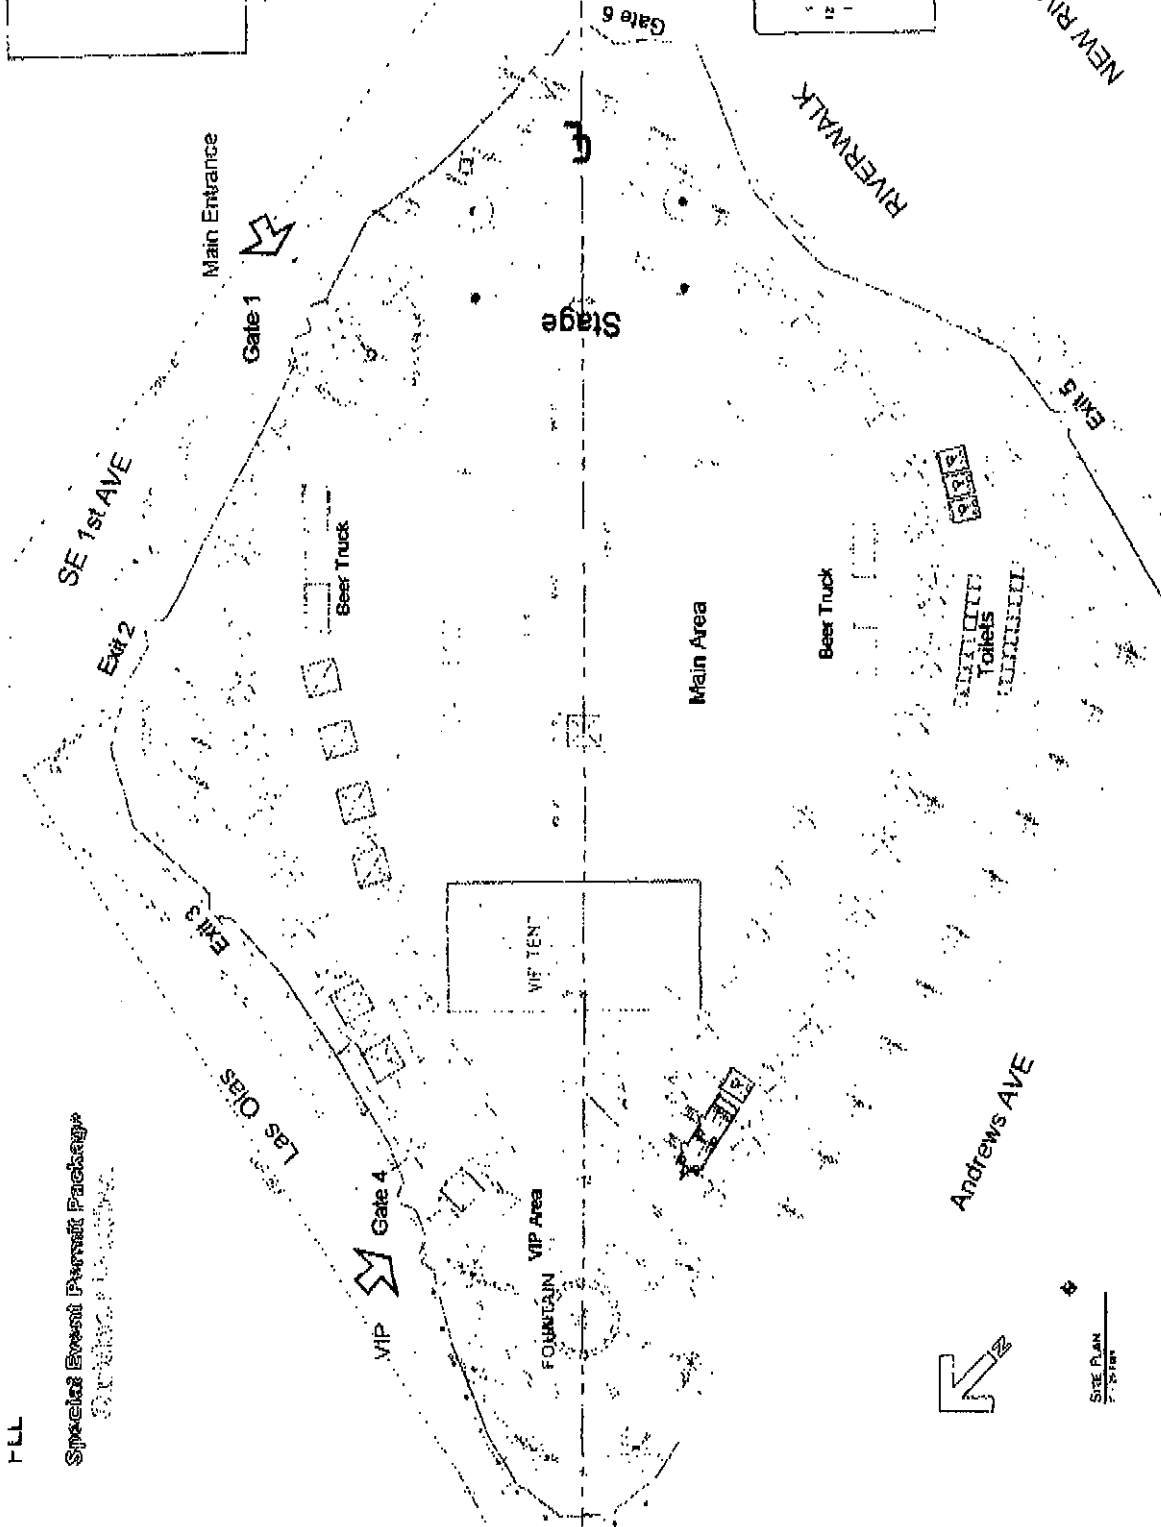 Special Event Permit Package
Gate 6
NEW
RIVERWALK
Main Entrance
Gate 1
Stage
SE 1st AVE
Exit 5
Beer Truck
Exit 2
Beer Truck
Main Area
Toilets
Exit 3
VIP TENT
Las Olas
Gate 4
VIP
VIP Area
FOUNTAIN
Andrews AVE
N
SITE PLAN